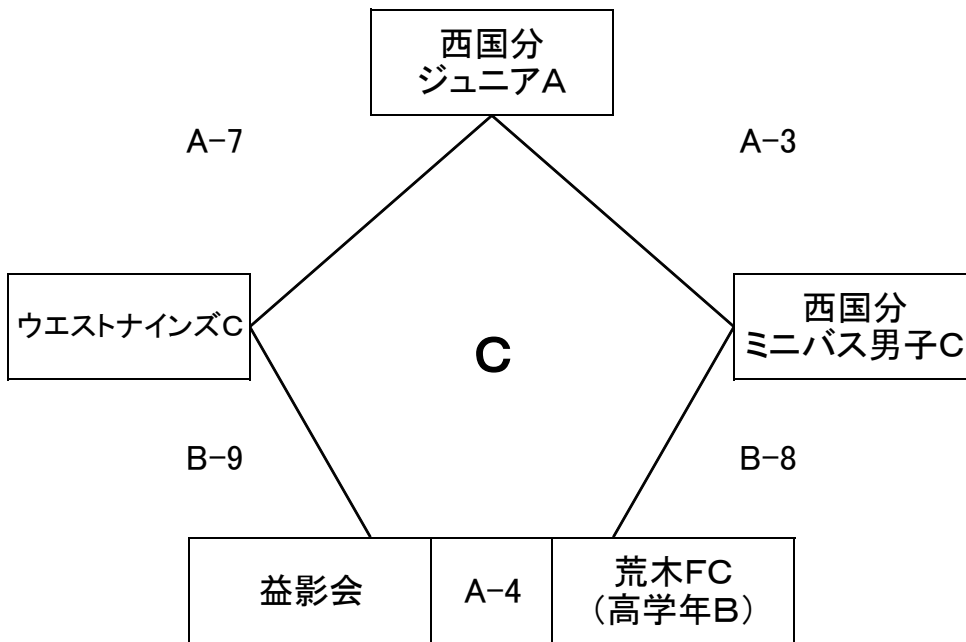 西国分
ジュニアA
A-7
A-3
ウエストナインズC
C
西国分
ミニバス男子C
B-9
B-8
益影会
A-4
荒木FC
(高学年B)